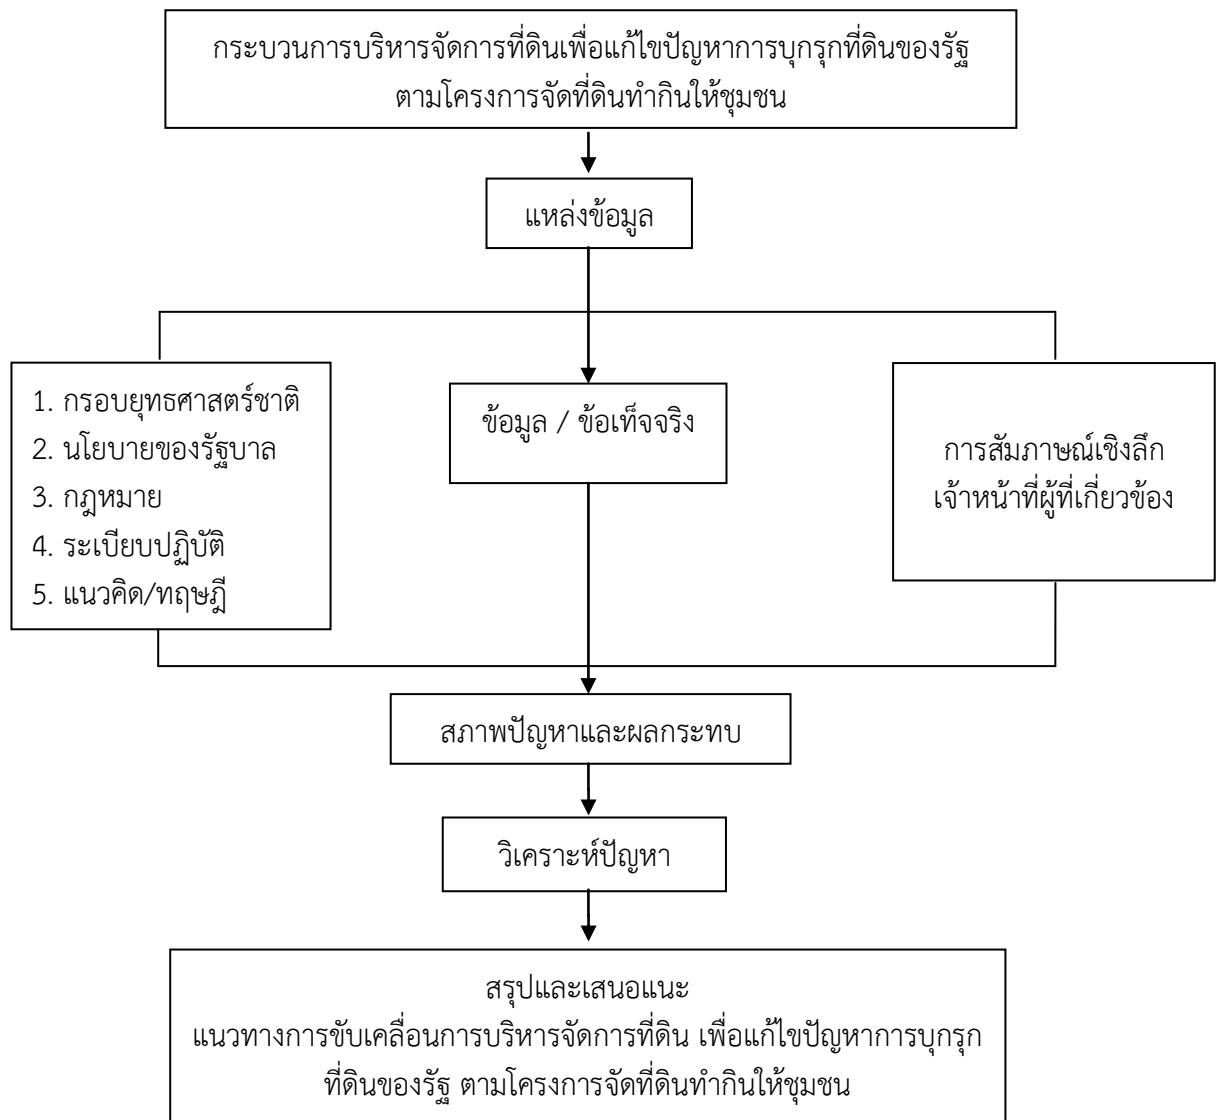 กระบวนการบริหารจัดการที่ดินเพื่อแก้ไขปัญหาการบุกรุกที่ดินของรัฐ
ตามโครงการจัดที่ดินทำกินให้ชุมชน
แหล่งข้อมูล
1. กรอบยุทธศาสตร์ชาติ
2. นโยบายของรัฐบาล
3. กฎหมาย
4. ระเบียบปฏิบัติ
5. แนวคิด/ทฤษฎี
ข้อมูล / ข้อเท็จจริง
การสัมภาษณ์เชิงลึก
เจ้าหน้าที่ผู้ที่เกี่ยวข้อง
สภาพปัญหาและผลกระทบ
วิเคราะห์ปัญหา
สรุปและเสนอแนะ
แนวทางการขับเคลื่อนการบริหารจัดการที่ดิน เพื่อแก้ไขปัญหาการบุกรุก
ที่ดินของรัฐ ตามโครงการจัดที่ดินทำกินให้ชุมชน